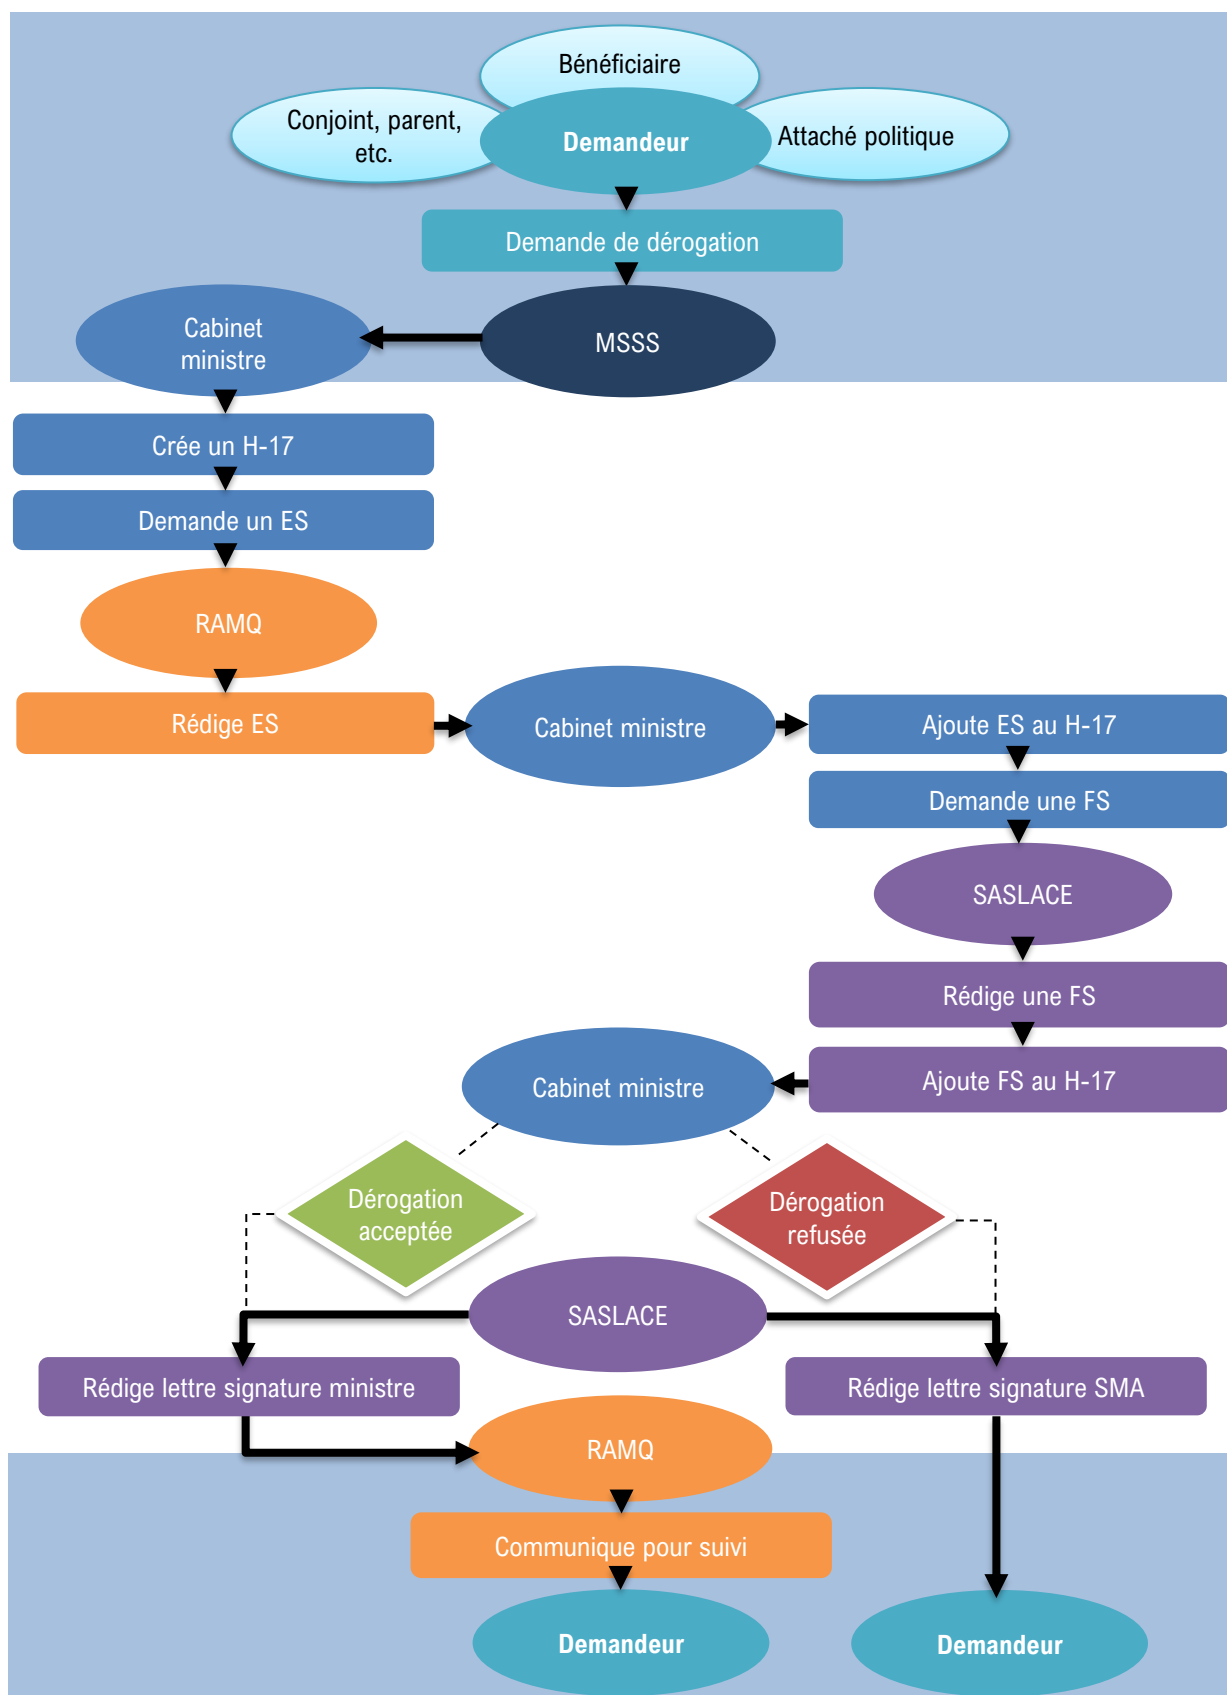 Bénéficiaire
Conjoint, parent,
etc.
Demandeur
Attaché politique
Demande de dérogation
Cabinet
ministre
MSSS
Crée un H-17
Demande un ES
RAMQ
Rédige ES
Cabinet ministre
Ajoute ES au H-17
Demande une FS
SASLACE
Rédige une FS
Ajoute FS au H-17
Cabinet ministre
Dérogation
acceptée
Dérogation
refusée
SASLACE
Rédige lettre signature ministre
Rédige lettre signature SMA
RAMQ
Communique pour suivi
Demandeur
Demandeur